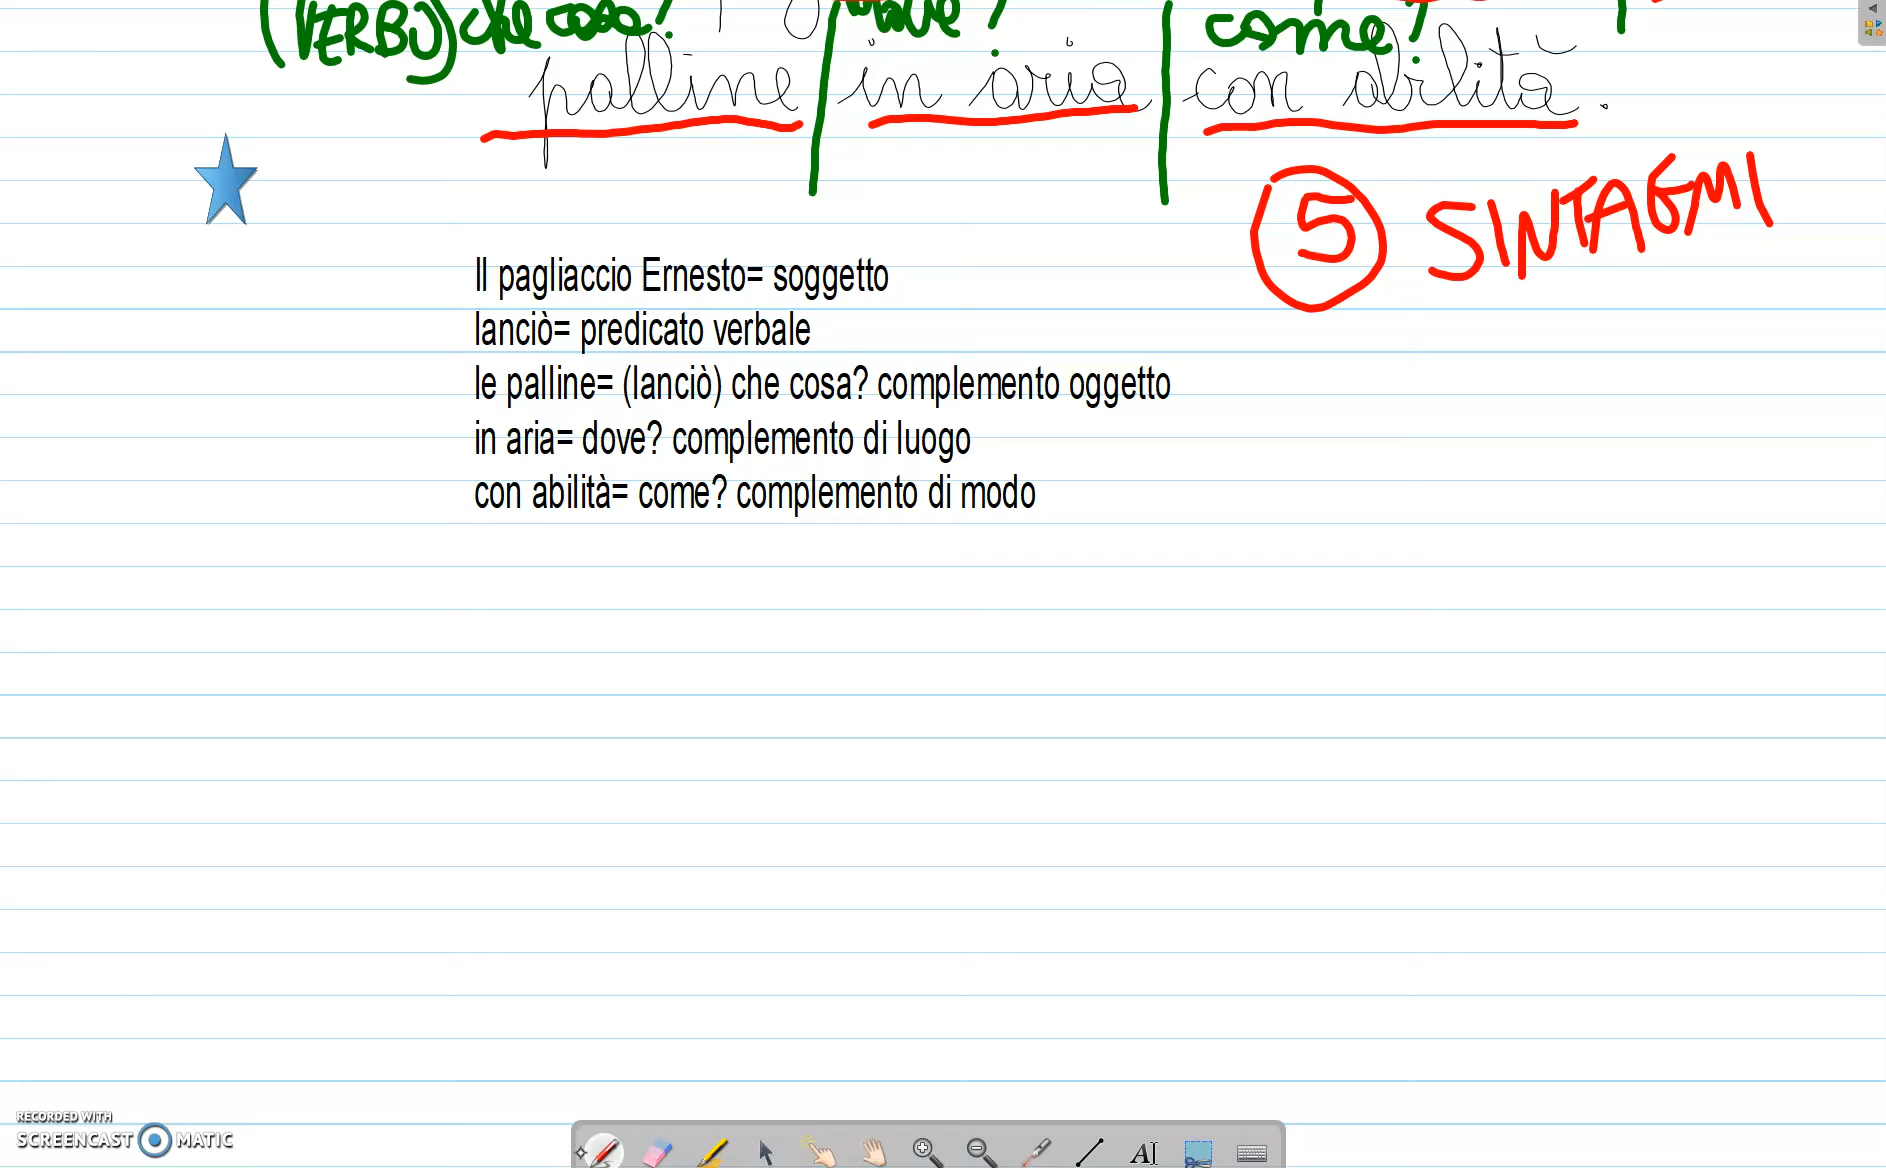 (VERBO) che cosa? dove? come?
palline in aria con abilità.
5 SINTAGMI
Il pagliaccio Ernesto= soggetto
lanciò= predicato verbale
le palline= (lanciò) che cosa? complemento oggetto
in aria= dove? complemento di luogo
con abilità= come? complemento di modo
RECORDED WITH
SCREENCAST MATIC